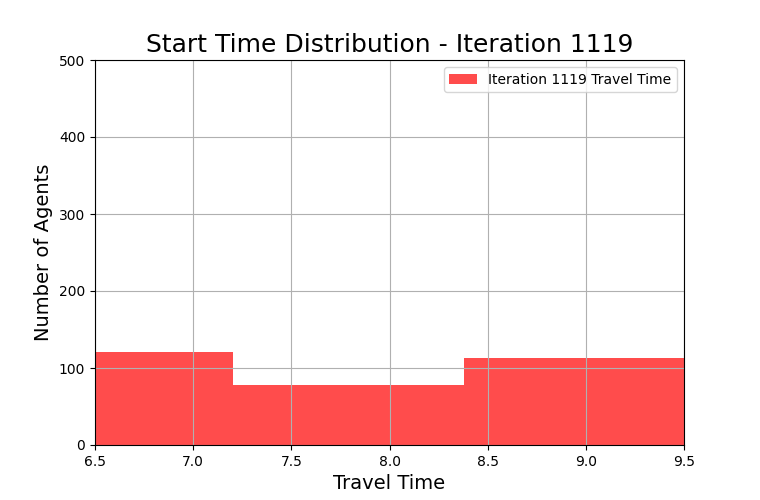 Start Time Distribution - Iteration 1119
Iteration 1119 Travel Time
Number of Agents
500
400
300
200
100
0
6.5 7.0 7.5 8.0 8.5 9.0 9.5
Travel Time